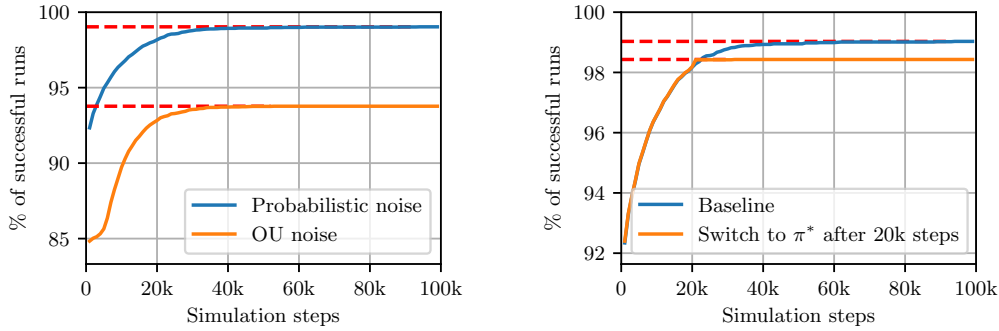 100
95
90
85
% of successful runs
Probabilistic noise
OU noise
0 20k 40k 60k 80k 100k
Simulation steps
98
96
94
92
% of successful runs
Baseline
Switch to π* after 20k steps
0 20k 40k 60k 80k 100k
Simulation steps